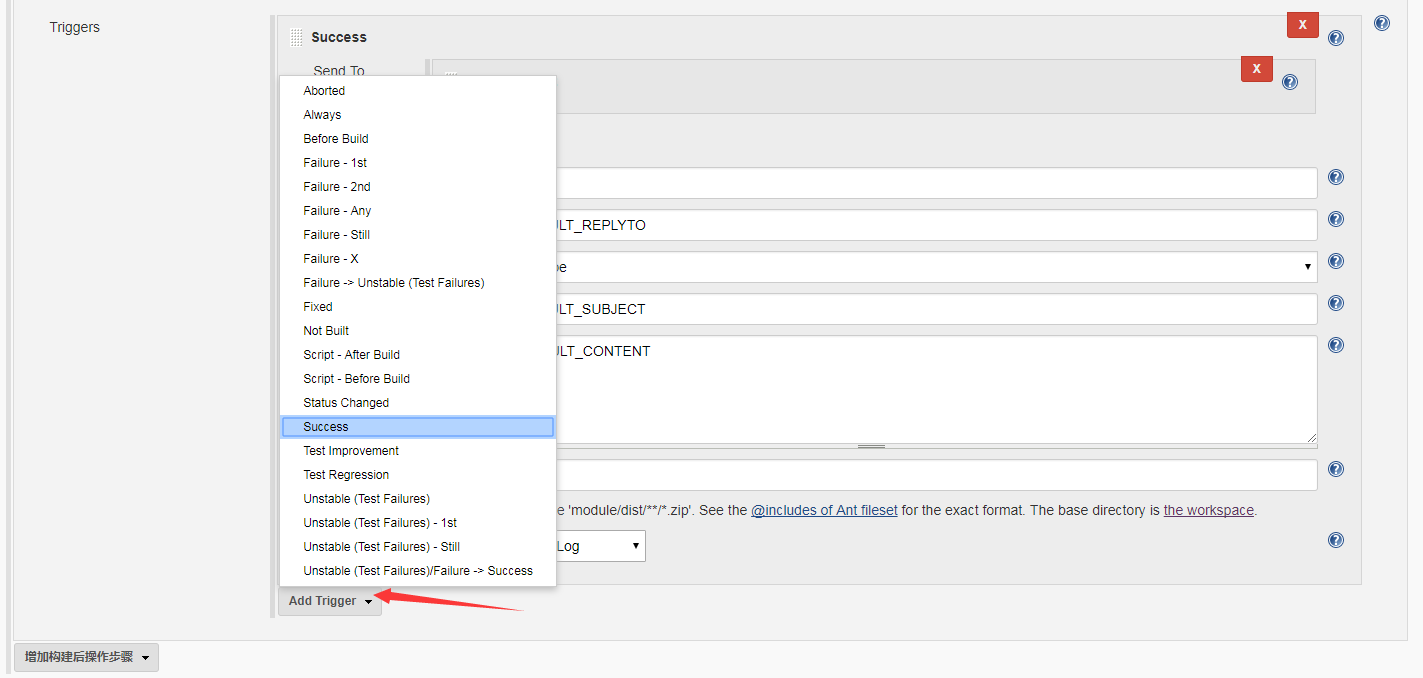 Triggers
Success
X
Send To
X
Aborted
Always
Before Build
Failure - 1st
Failure - 2nd
Failure - Any
Failure - Still
Failure - X
Failure -> Unstable (Test Failures)
Fixed
Not Built
Script - After Build
Script - Before Build
Status Changed
Success
Test Improvement
Test Regression
Unstable (Test Failures)
Unstable (Test Failures) - 1st
Unstable (Test Failures) - Still
Unstable (Test Failures)/Failure -> Success
LT_REPLYTO
pe
LT_SUBJECT
LT_CONTENT
e 'module/dist/**/*.zip'. See the @includes of Ant fileset for the exact format. The base directory is the workspace.
Log
Add Trigger
增加构建后操作步骤